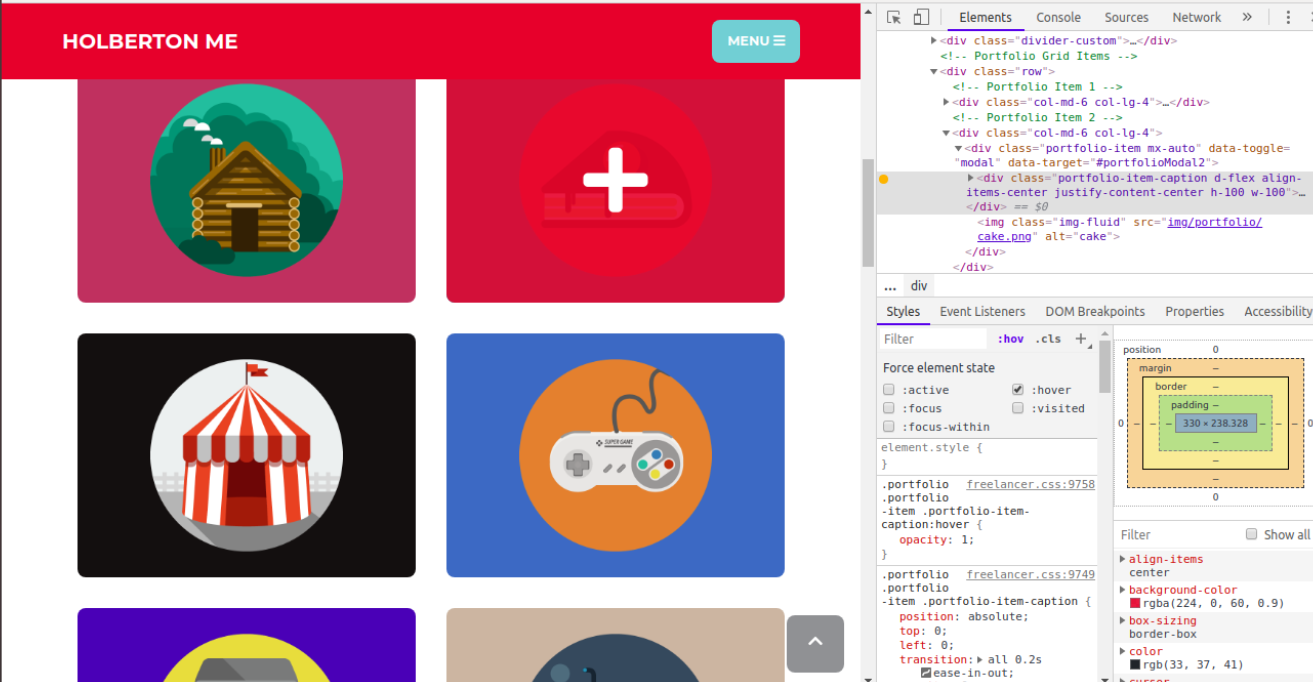 HOLBERTON ME
MENU
SUPER GAME
Elements Console Sources Network
<div class="divider-custom">…</div>
<!-- Portfolio Grid Items -->
<div class="row">
<!-- Portfolio Item 1 -->
<div class="col-md-6 col-lg-4">…</div>
<!-- Portfolio Item 2 -->
<div class="col-md-6 col-lg-4">
<div class="portfolio-item mx-auto" data-toggle=
"modal" data-target="#portfolioModal2">
<div class="portfolio-item-caption d-flex align-
items-center justify-content-center h-100 w-100">…
</div> == $0
<img class="img-fluid" src="img/portfolio/
cake.png" alt="cake">
</div>
</div>
... div
Styles Event Listeners DOM Breakpoints Properties Accessibility
Filter :hov .cls +
Force element state
:active :hover
:focus :visited
:focus-within
element.style {
}
.portfolio freelancer.css:9758
.portfolio
-item .portfolio-item-
caption:hover {
opacity: 1;
}
.portfolio freelancer.css:9749
.portfolio
-item .portfolio-item-caption {
position: absolute;
top: 0;
left: 0;
transition: all 0.2s
ease-in-out;
position 0
margin –
border –
padding –
0 – – – 330 × 238.328 – – – 0
–
–
–
0
Filter Show all
align-items
center
background-color
rgba(224, 0, 60, 0.9)
box-sizing
border-box
color
rgb(33, 37, 41)
cursor